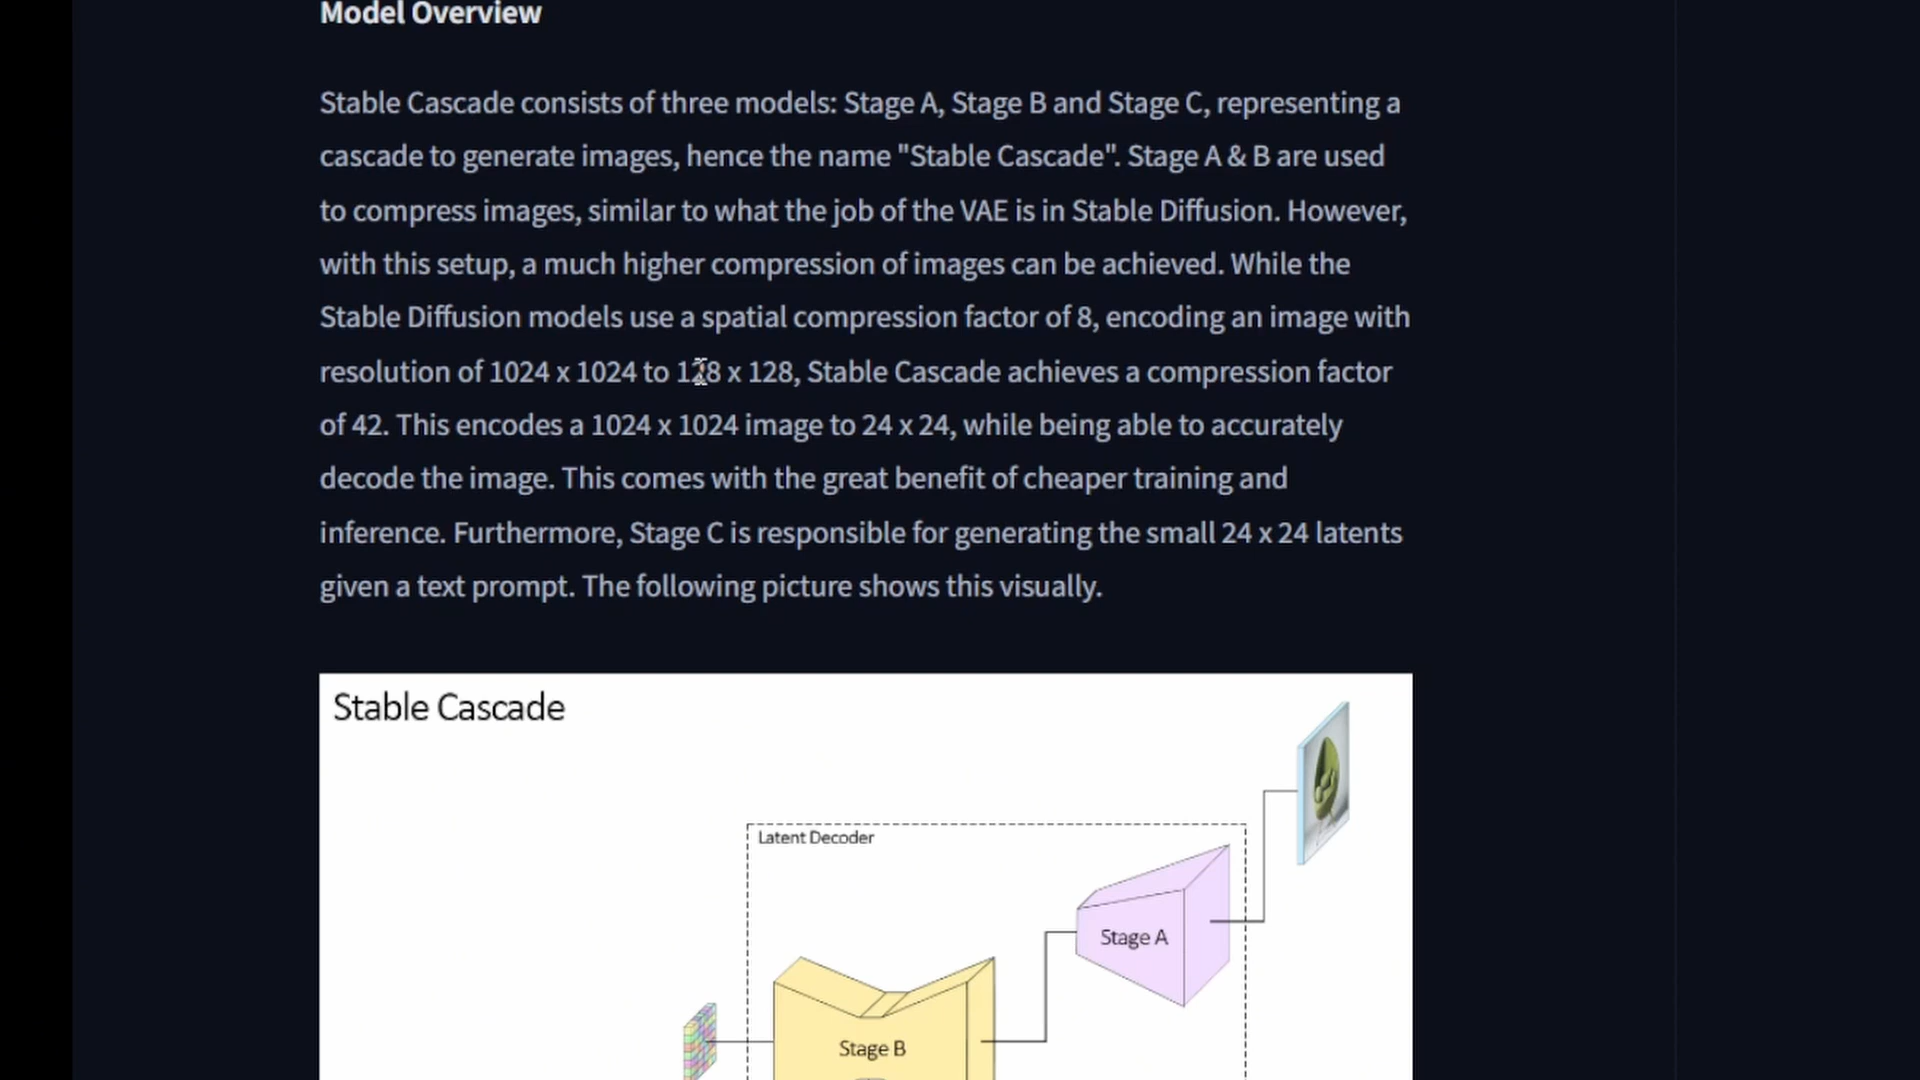 Model Overview
Stable Cascade consists of three models: Stage A, Stage B and Stage C, representing a
cascade to generate images, hence the name "Stable Cascade". Stage A & B are used
to compress images, similar to what the job of the VAE is in Stable Diffusion. However,
with this setup, a much higher compression of images can be achieved. While the
Stable Diffusion models use a spatial compression factor of 8, encoding an image with
resolution of 1024 x 1024 to 128 x 128, Stable Cascade achieves a compression factor
of 42. This encodes a 1024 x 1024 image to 24 x 24, while being able to accurately
decode the image. This comes with the great benefit of cheaper training and
inference. Furthermore, Stage C is responsible for generating the small 24 x 24 latents
given a text prompt. The following picture shows this visually.
Stable Cascade
Latent Decoder
Stage A
Stage B